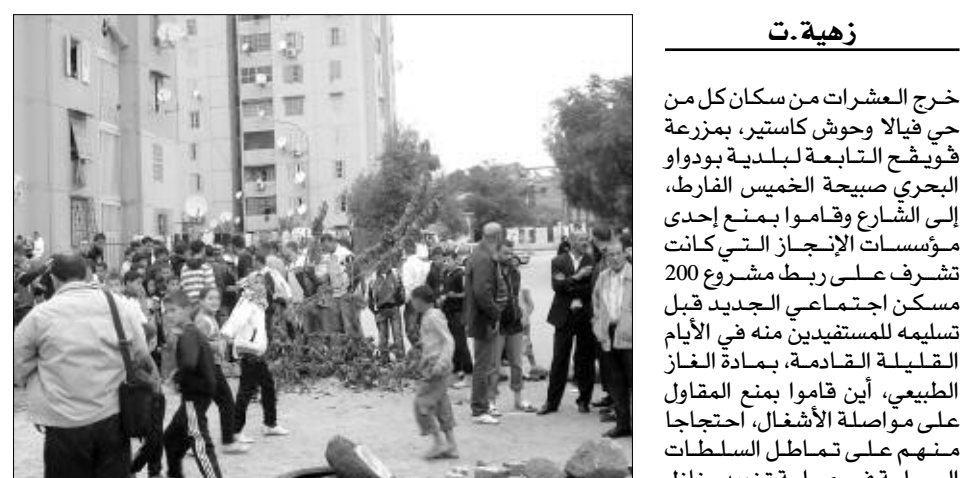 زهية.ت
خرج العشرات من سكان كل من
حي فيالا وحوش كاستير، بمزرعة
ڤويڤح التابعة لبلدية بودواو
البحري صبيحة الخميس الفارط،
إلى الشارع وقاموا بمنع إحدى
مؤسسات الإنجاز التي كانت
تشرف على ربط مشروع 200
مسكن اجتماعي الجديد قبل
تسليمه للمستفيدين منه في الأيام
القليلة القادمة، بمادة الغاز
الطبيعي، أين قاموا بمنع المقاول
على مواصلة الأشغال، احتجاجا
منهم على تماطل السلطات